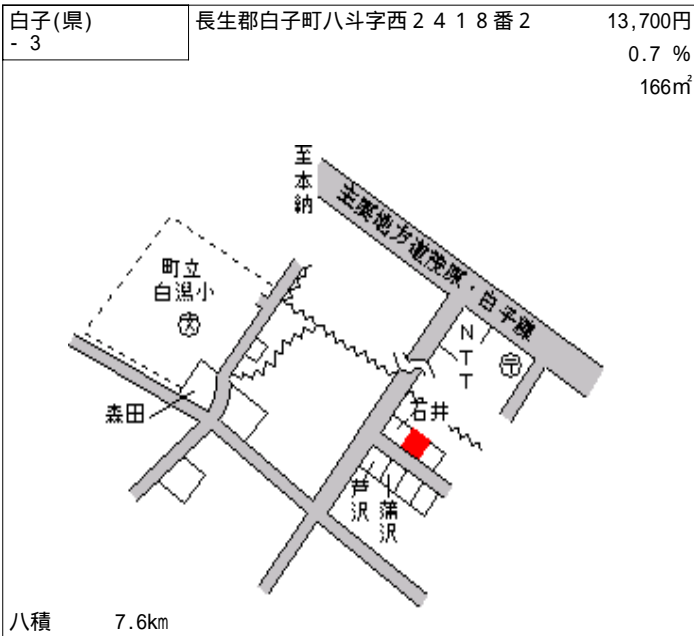 白子(県)
- 3
長生郡白子町八斗字西２４１８番２
13,700円
0.7 %
166㎡
至本納
主要地方道茂原・白子線
町立
白潟小
文
NTT
〒
石井
森田
芦沢
蒲沢
八積 7.6km